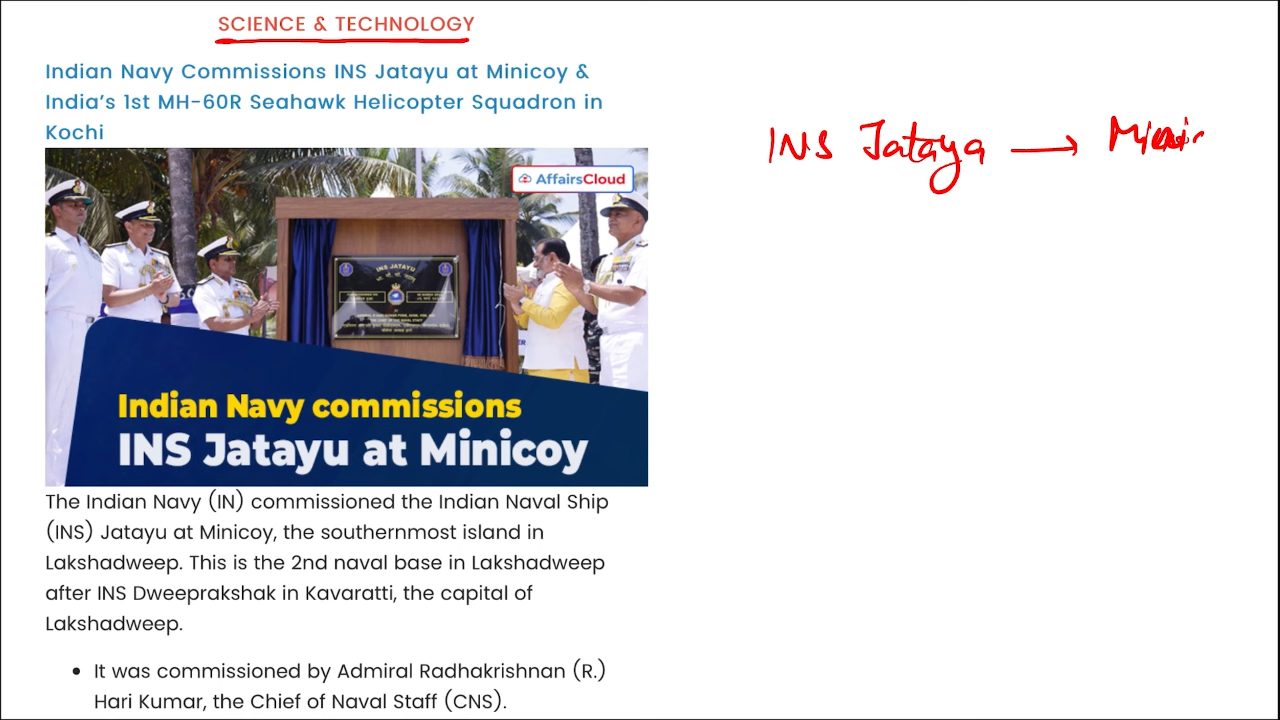 SCIENCE & TECHNOLOGY
Indian Navy Commissions INS Jatayu at Minicoy &
India's 1st MH-60R Seahawk Helicopter Squadron in
Kochi
INS Jataya →
AffairsCloud
INS JATAYU
Indian Navy commissions
INS Jatayu at Minicoy
The Indian Navy (IN) commissioned the Indian Naval Ship
(INS) Jatayu at Minicoy, the southernmost island in
Lakshadweep. This is the 2nd naval base in Lakshadweep
after INS Dweeprakshak in Kavaratti, the capital of
Lakshadweep.
• It was commissioned by Admiral Radhakrishnan (R.)
Hari Kumar, the Chief of Naval Staff (CNS).